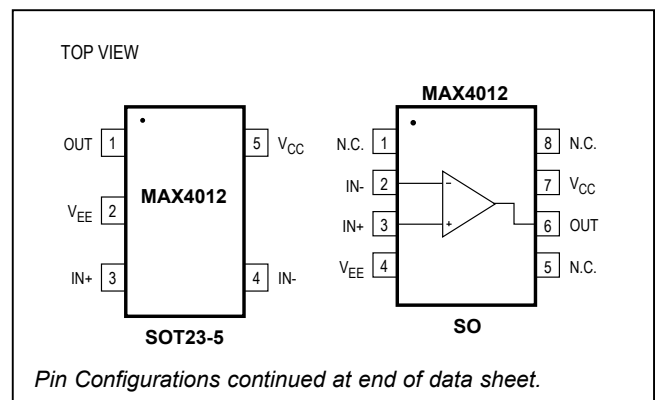 TOP VIEW
OUT 1
VEE 2
IN+ 3
MAX4012
5 VCC
4 IN-
SOT23-5
MAX4012
N.C. 1
IN- 2
IN+ 3
VEE 4
-
+
8 N.C.
7 VCC
6 OUT
5 N.C.
SO
Pin Configurations continued at end of data sheet.